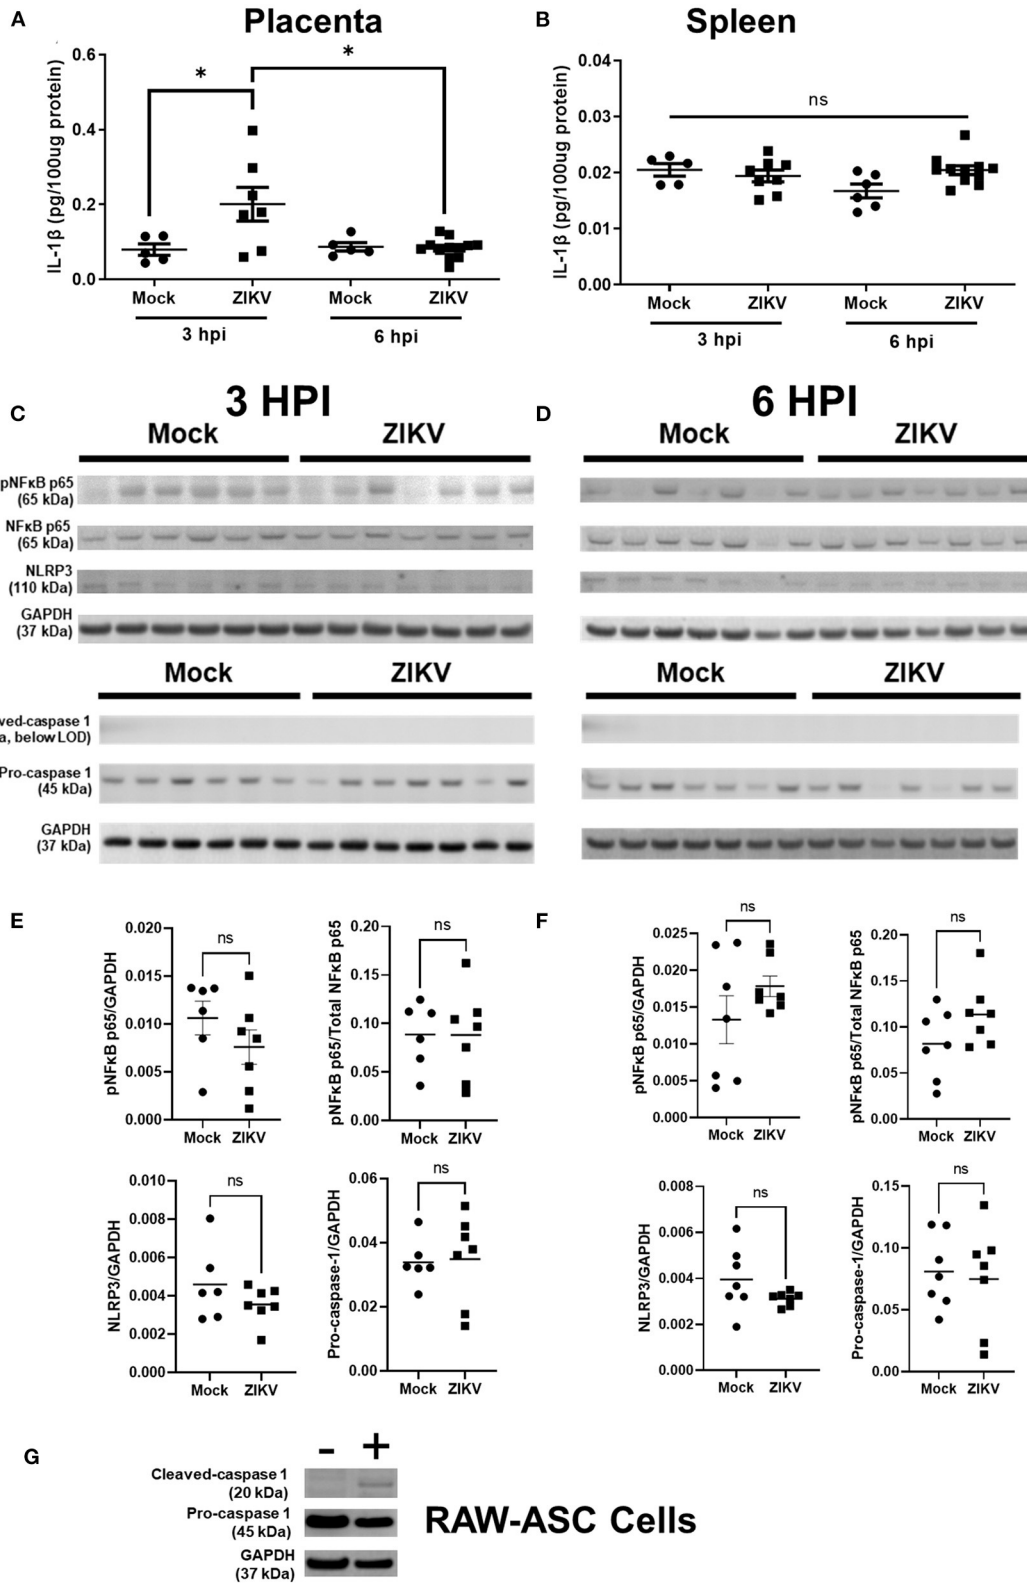 A
Placenta
IL-1β (pg/100ug protein)
0.6
0.4
0.2
0.0
*
*
Mock
ZIKV
Mock
ZIKV
3 hpi
6 hpi
B
Spleen
IL-1β (pg/100ug protein)
0.04
0.03
0.02
0.01
0.00
ns
Mock
ZIKV
Mock
ZIKV
3 hpi
6 hpi
C
3 HPI
Mock
ZIKV
pNFκB p65
(65 kDa)
NFκB p65
(65 kDa)
NLRP3
(110 kDa)
GAPDH
(37 kDa)
Mock
ZIKV
ved-caspase 1
a, below LOD)
Pro-caspase 1
(45 kDa)
GAPDH
(37 kDa)
D
6 HPI
Mock
ZIKV
Mock
ZIKV
E
pNFκB p65/GAPDH
0.020
0.015
0.010
0.005
0.000
ns
Mock
ZIKV
pNFκB p65/Total NFκB p65
0.20
0.15
0.10
0.05
0.00
ns
Mock
ZIKV
NLRP3/GAPDH
0.010
0.008
0.006
0.004
0.002
0.000
ns
Mock
ZIKV
Pro-caspase-1/GAPDH
0.06
0.04
0.02
0.00
ns
Mock
ZIKV
F
pNFκB p65/GAPDH
0.025
0.020
0.015
0.010
0.005
0.000
ns
Mock
ZIKV
pNFκB p65/Total NFκB p65
0.20
0.15
0.10
0.05
0.00
ns
Mock
ZIKV
NLRP3/GAPDH
0.008
0.006
0.004
0.002
0.000
ns
Mock
ZIKV
Pro-caspase-1/GAPDH
0.15
0.10
0.05
0.00
ns
Mock
ZIKV
G
- +
Cleaved-caspase 1
(20 kDa)
Pro-caspase 1
(45 kDa)
GAPDH
(37 kDa)
RAW-ASC Cells